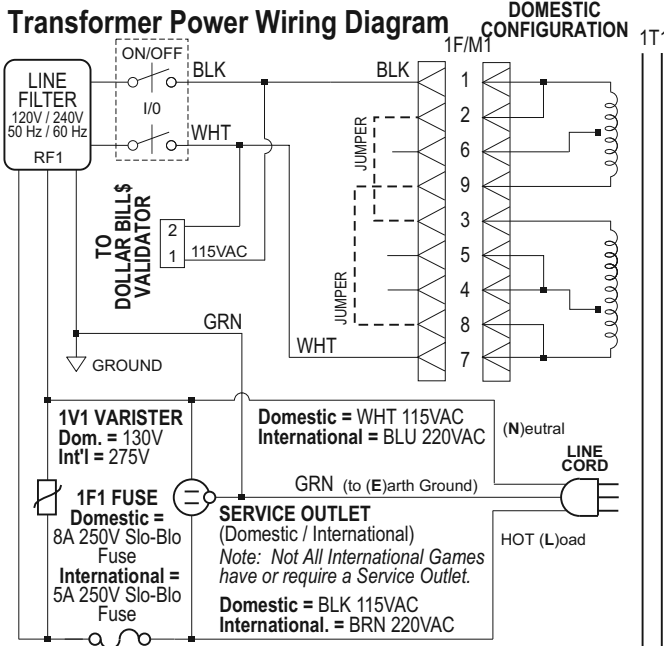 Transformer Power Wiring Diagram
DOMESTIC
CONFIGURATION
1F/M1
1T1
ON/OFF
BLK
BLK
LINE
FILTER
120V / 240V
50 Hz / 60 Hz
RF1
I/0
WHT
1
2
6
9
3
5
4
8
7
JUMPER
JUMPER
TO
DOLLAR BILL$
VALIDATOR
2
1
115VAC
GRN
GROUND
WHT
1V1 VARISTER
Dom. = 130V
Int'l = 275V
Domestic = WHT 115VAC
International = BLU 220VAC
(N)eutral
LINE
CORD
GRN (to (E)arth Ground)
1F1 FUSE
Domestic =
8A 250V Slo-Blo
Fuse
International =
5A 250V Slo-Blo
Fuse
SERVICE OUTLET
(Domestic / International)
Note: Not All International Games
have or require a Service Outlet.
HOT (L)oad
Domestic = BLK 115VAC
International. = BRN 220VAC